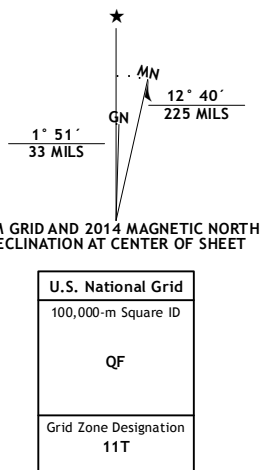 ★
MN
GN
1° 51´
33 MILS
12° 40´
225 MILS
M GRID AND 2014 MAGNETIC NORTH
ECLINATION AT CENTER OF SHEET
U.S. National Grid
100,000-m Square ID
QF
Grid Zone Designation
11T